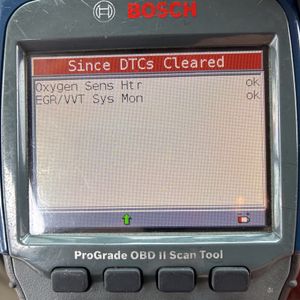 BOSCH
Since DTCs Cleared
Oxygen Sens Htr ok
EGR/VVT Sys Mon ok
ProGrade OBD II Scan Tool